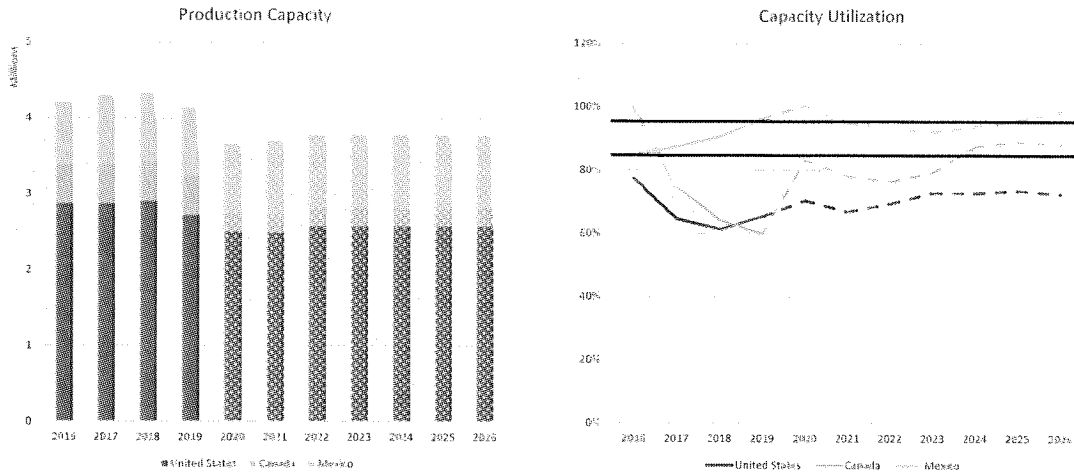 Production Capacity
Millions
5
4
3
2
1
0
2016 2017 2018 2019 2020 2021 2022 2023 2024 2025 2026
United States Canada Mexico
Capacity Utilization
120%
100%
80%
60%
40%
20%
0%
2016 2017 2018 2019 2020 2021 2022 2023 2024 2025 2026
United States Canada Mexico